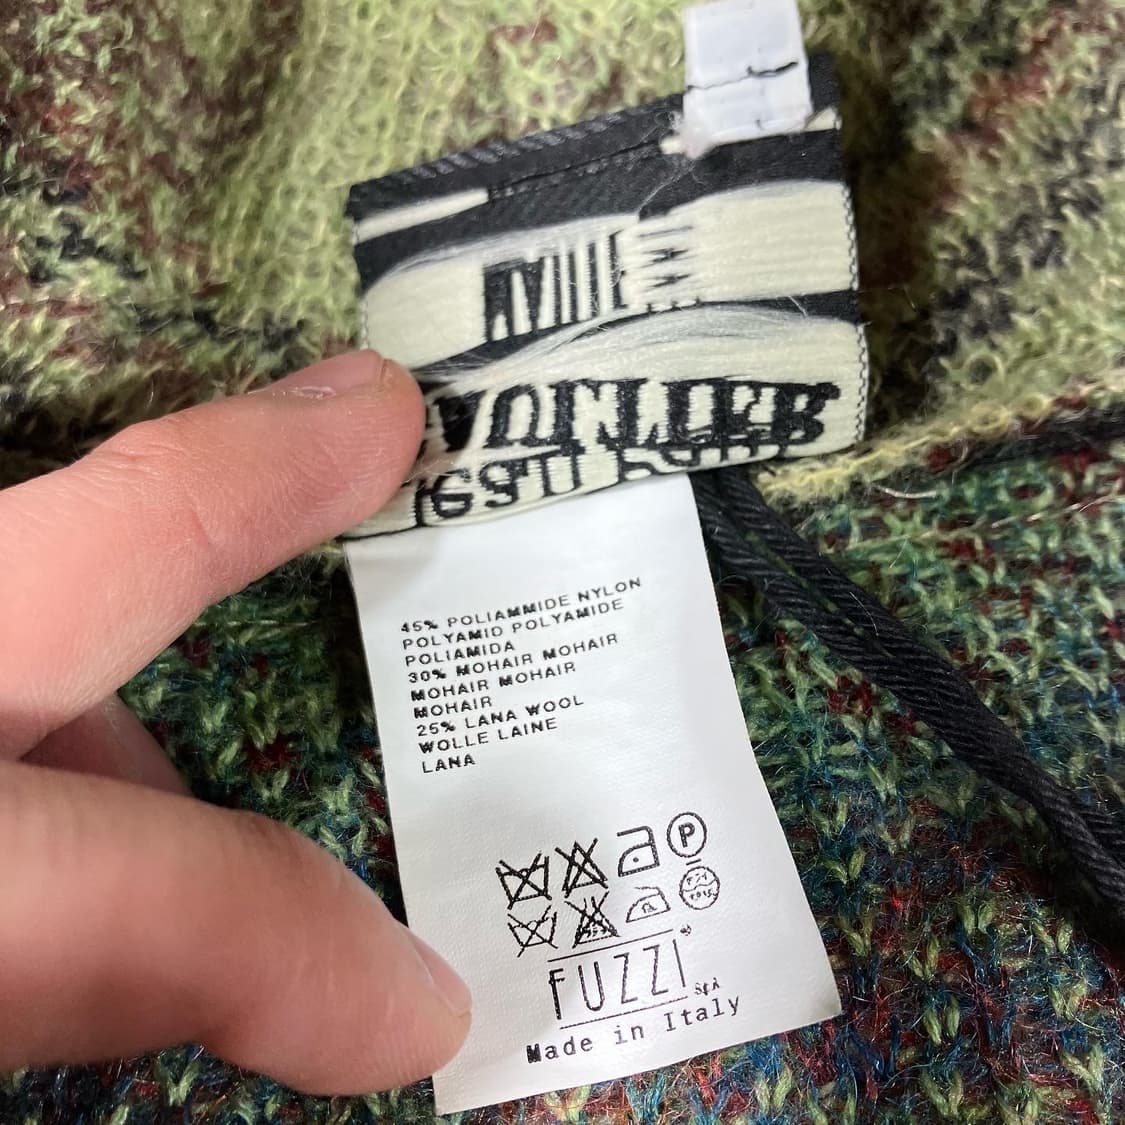 45% POLIAMMIDE NYLON
POLYAMID POLYAMIDE
POLIAMIDA
30% MOHAIR MOHAIR
MOHAIR MOHAIR
MOHAIR
25% LANA WOOL
WOLLE LAINE
LANA
P
FUZZI
SpA
Made in Italy